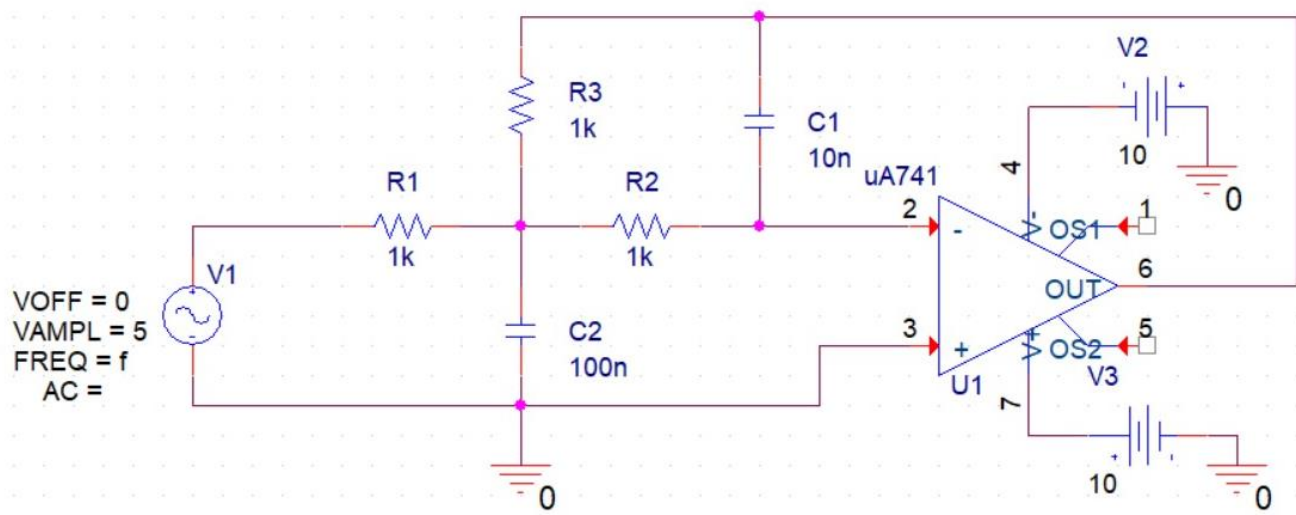 V2
R3
1k
C1
10n
10
uA741
4
0
R1
1k
R2
1k
2
-
V-
OS1
1
V1
VOFF = 0
VAMPL = 5
FREQ = f
AC =
OUT
6
C2
100n
3
+
V+
OS2
5
U1
V3
7
10
0
0